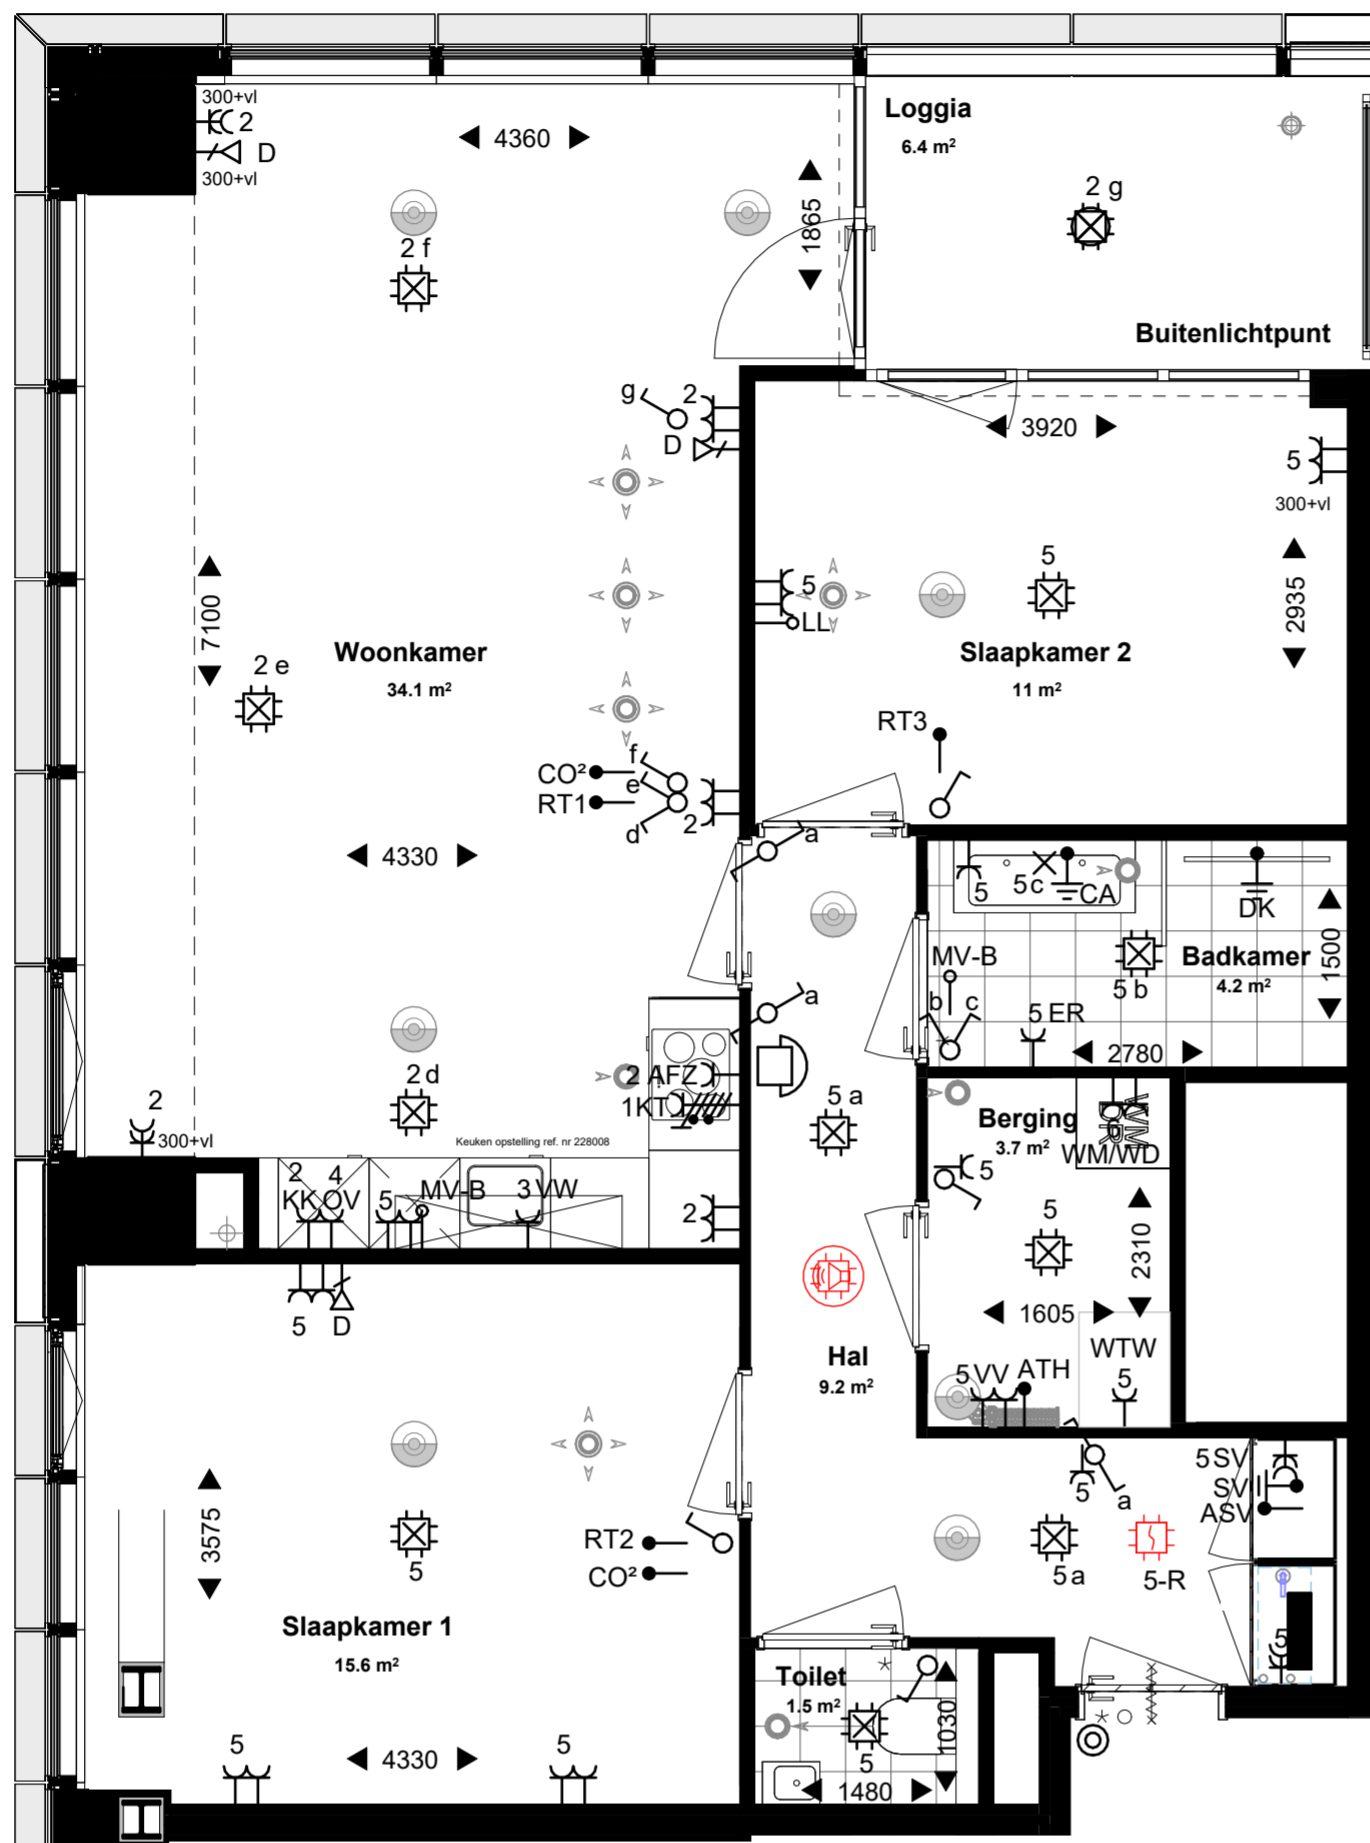 300+vl
2
D
300+vl
4360
1865
Loggia
6.4 m²
2 g
Buitenlichtpunt
2 f
g
2
D
3920
5
300+vl
5
5
LL
2935
7100
Woonkamer
34.1 m²
Slaapkamer 2
11 m²
2 e
RT3
f
CO²
e
RT1
d
2
4330
a
5
5 c
CA
DK
1500
MV-B
Badkamer
4.2 m²
b
c
5 b
a
5 ER
2780
2 d
2 AFZ
1KT
5 a
Berging
3.7 m²
WM
DR
WM/WD
2
300+vl
Keuken opstelling ref. nr 228008
2
KK
4
OV
5
MV-B
3 VW
2
5
5
2310
1605
5
D
Hal
9.2 m²
WTW
5 VV
ATH
5
3575
5 SV
SV
ASV
5
a
RT2
CO²
5
5 a
5-R
5
Slaapkamer 1
15.6 m²
Toilet
1.5 m²
1030
5
1480
5
4330
5